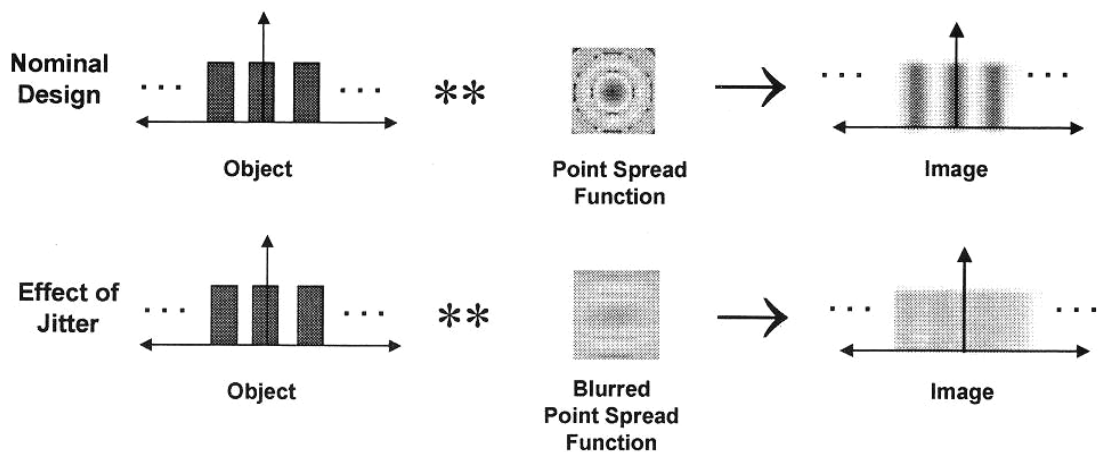 Nominal
Design
. . .
. . .
**
. . .
. . .
Object
Point Spread
Function
Image
Effect of
Jitter
. . .
. . .
**
. . .
. . .
Object
Blurred
Point Spread
Function
Image